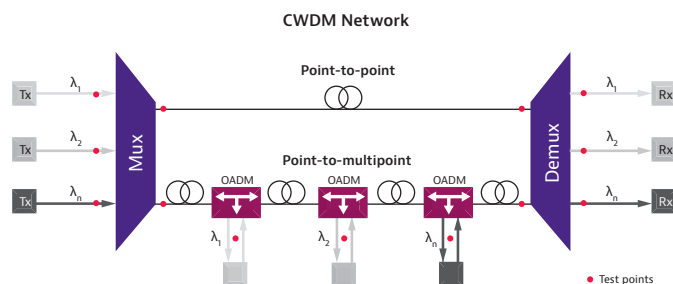 CWDM Network
Point-to-point
λ1
Tx
λ2
Tx
λn
Tx
Mux
Point-to-multipoint
OADM
OADM
OADM
λ1
λ2
λn
Demux
λ1
Rx
λ2
Rx
λn
Rx
Test points